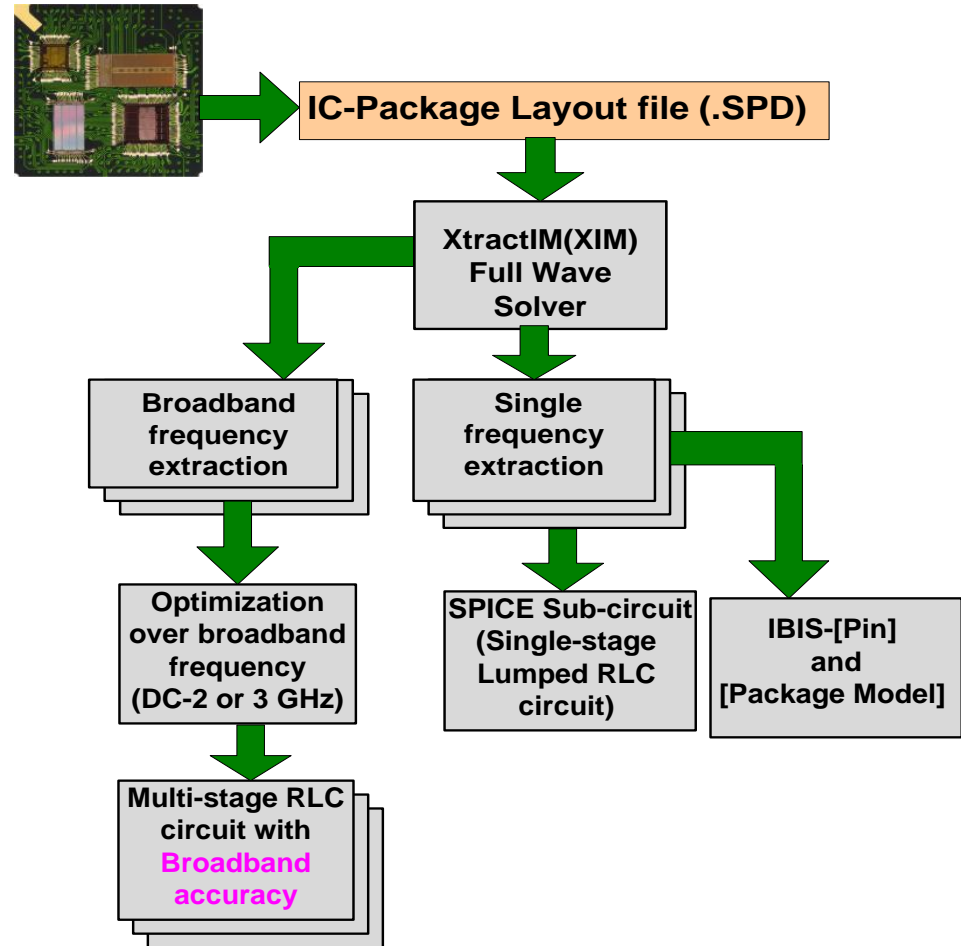 IC-Package Layout file (.SPD)
XtractIM(XIM)
Full Wave
Solver
Broadband
frequency
extraction
Single
frequency
extraction
Optimization
over broadband
frequency
(DC-2 or 3 GHz)
SPICE Sub-circuit
(Single-stage
Lumped RLC
circuit)
IBIS-[Pin]
and
[Package Model]
Multi-stage RLC
circuit with
Broadband
accuracy